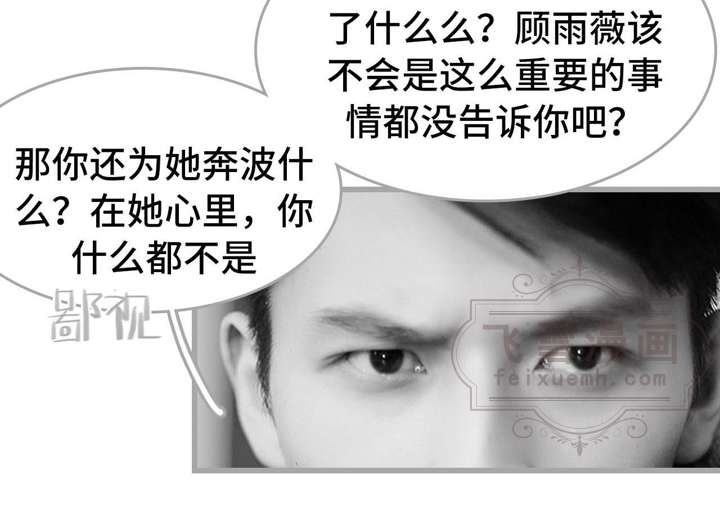 了什么么？顾雨薇该
不会是这么重要的事
情都没告诉你吧？
那你还为她奔波什
么？在她心里，你
什么都不是
鄙视
飞雪漫画
feixuemh.com